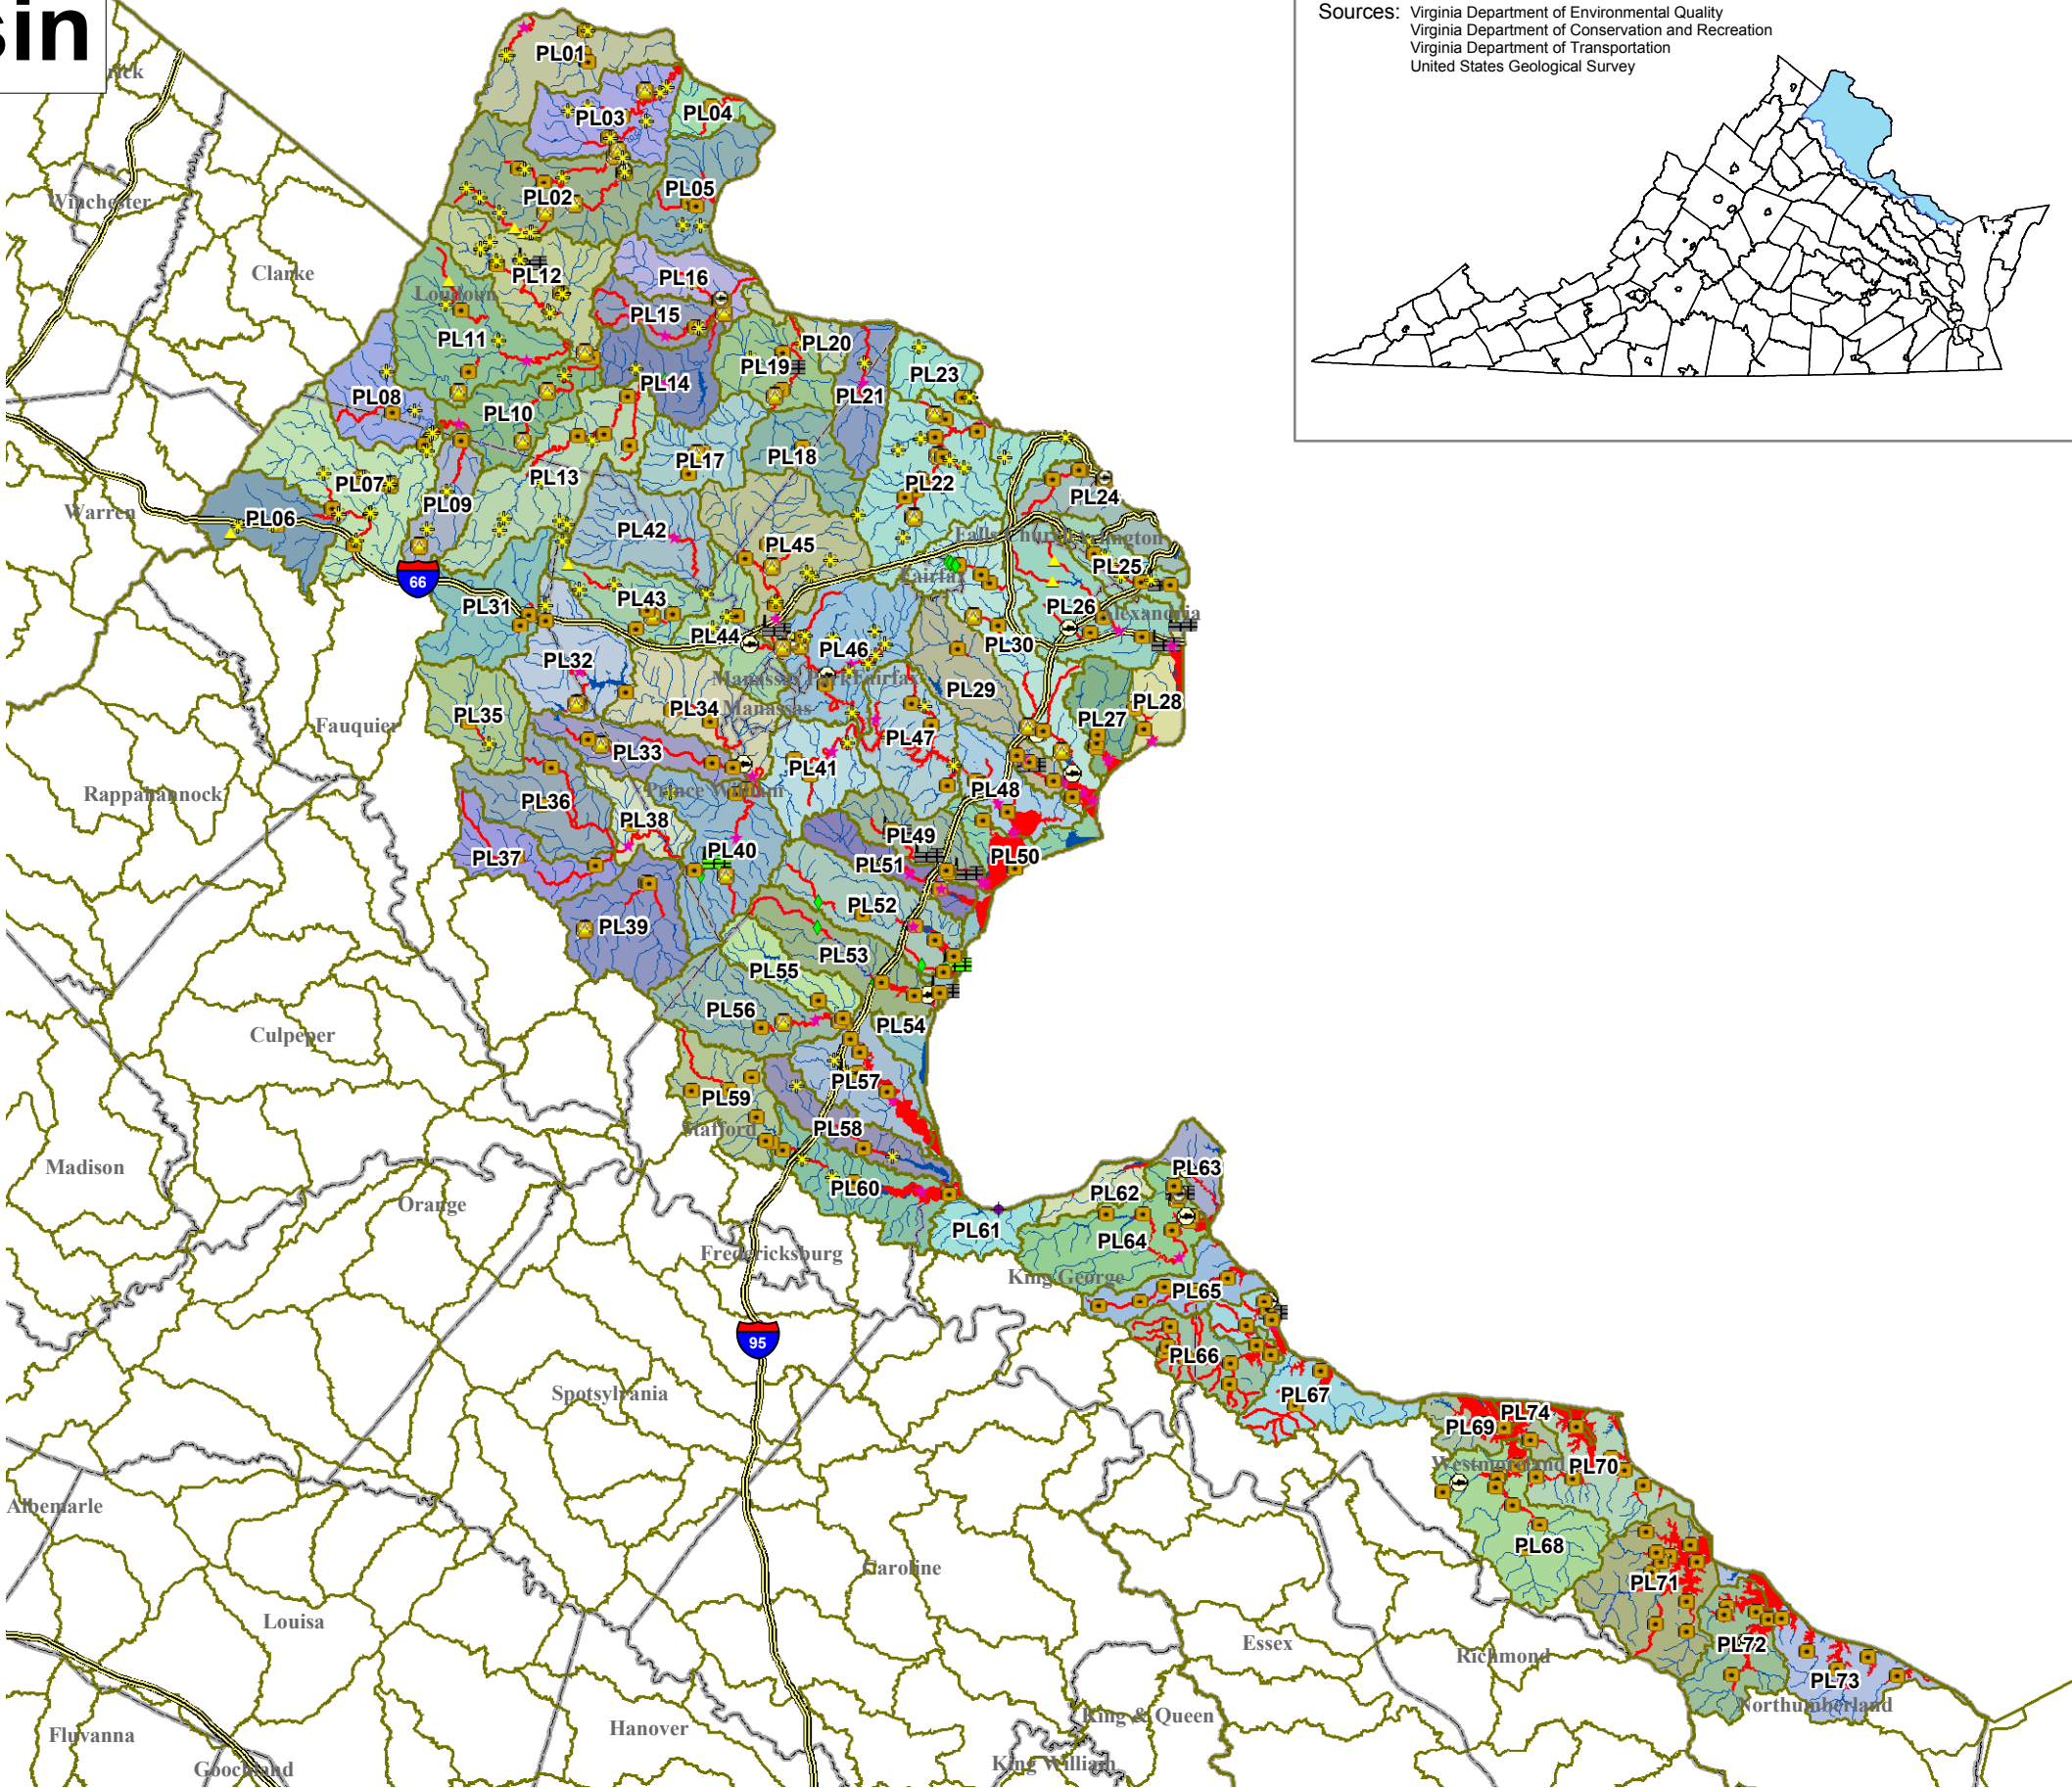 sin
Sources: Virginia Department of Environmental Quality
Virginia Department of Conservation and Recreation
Virginia Department of Transportation
United States Geological Survey
PL01
rick
PL03
PL04
PL05
PL02
Winchester
Clarke
PL12
PL16
Loudoun
PL15
PL11
PL20
PL19
PL23
PL14
PL08
PL21
PL10
PL17
PL18
PL13
PL07
PL22
PL24
PL09
Warren
PL06
PL42
Falls Church
Arlington
PL45
PL25
66
Fairfax
PL43
PL31
PL26
Alexandria
PL44
PL30
PL46
PL32
Manassas Park
Fairfax
PL29
PL28
PL34
Manassas
PL35
PL27
Fauquier
PL47
PL33
PL41
Prince William
PL48
Rappahannock
PL36
PL38
PL49
PL40
PL37
PL51
PL50
PL52
PL39
PL53
PL55
PL56
PL54
Culpeper
PL57
PL59
Stafford
PL58
Madison
PL63
PL60
PL62
Orange
PL61
PL64
Fredericksburg
King George
PL65
95
PL66
Spotsylvania
PL67
PL74
PL69
Westmoreland
PL70
Albemarle
PL68
Caroline
PL71
Louisa
Essex
PL72
Richmond
PL73
Northumberland
King & Queen
Hanover
Fluvanna
King William
Goochland